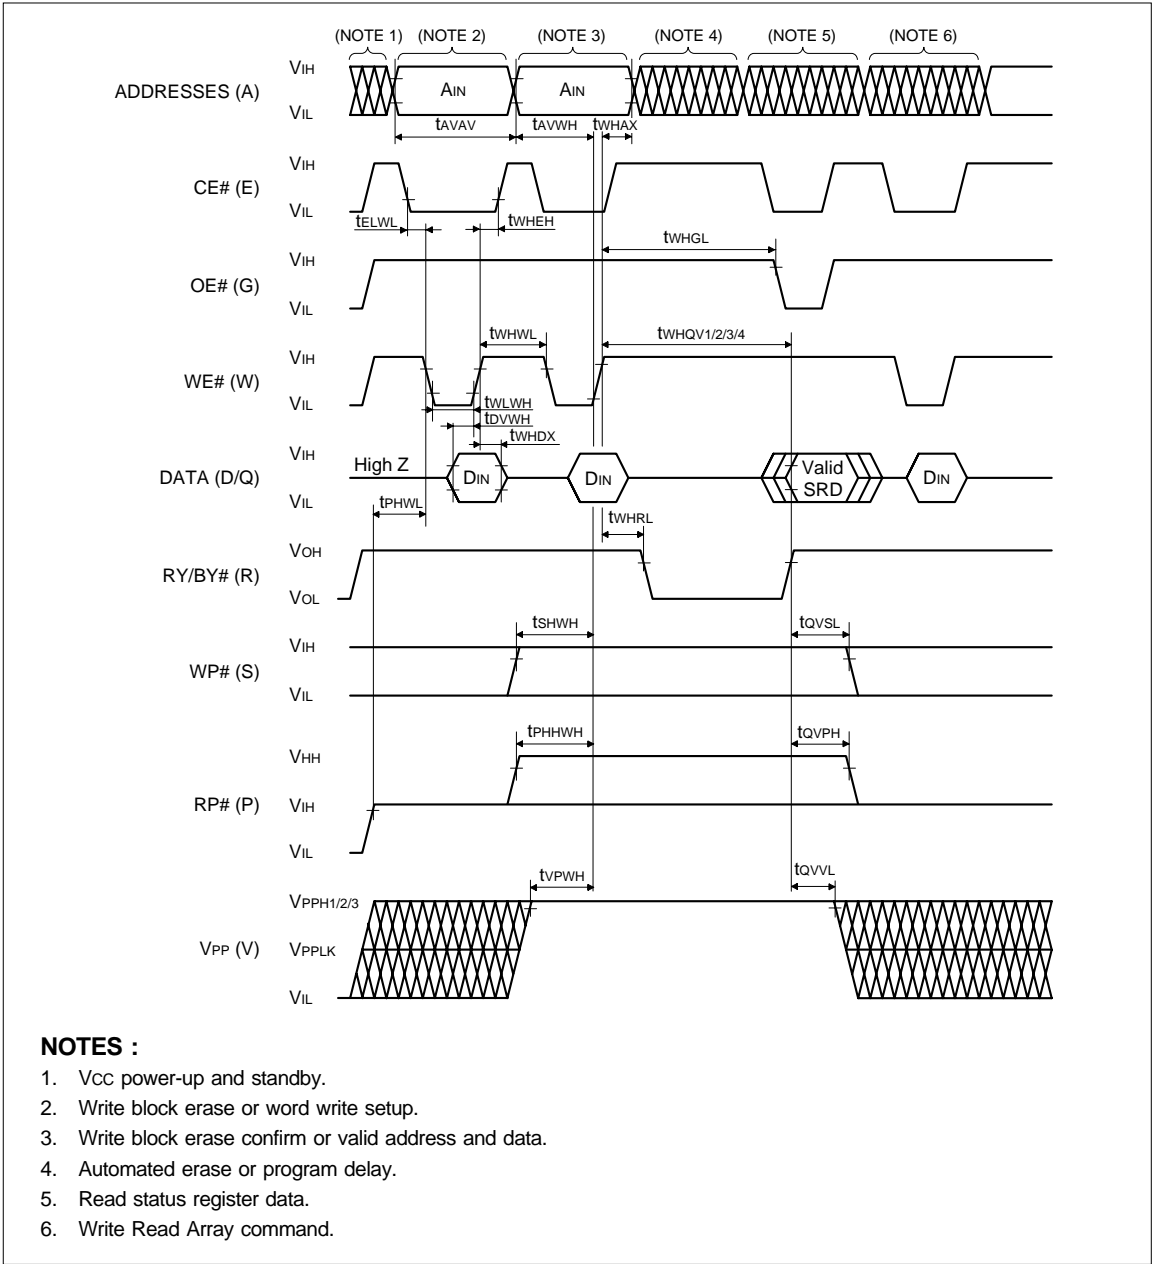 (NOTE 1) (NOTE 2) (NOTE 3) (NOTE 4) (NOTE 5) (NOTE 6)
ADDRESSES (A)
VIH
VIL
AIN AIN
tAVAV tAVWH tWHAX
CE# (E)
VIH
VIL
tELWL tWHEH
tWHGL
OE# (G)
VIH
VIL
tWHWL tWHQV1/2/3/4
WE# (W)
VIH
VIL
tWLWH
tDVWH
tWHDX
DATA (D/Q)
VIH
VIL
High Z DIN DIN Valid SRD DIN
tPHWL
tWHRL
RY/BY# (R)
VOH
VOL
tSHWH tQVSL
WP# (S)
VIH
VIL
tPHHWH tQVPH
VHH
RP# (P)
VIH
VIL
tVPWH tQVVL
VPPH1/2/3
VPP (V)
VPPLK
VIL
NOTES :
1. VCC power-up and standby.
2. Write block erase or word write setup.
3. Write block erase confirm or valid address and data.
4. Automated erase or program delay.
5. Read status register data.
6. Write Read Array command.